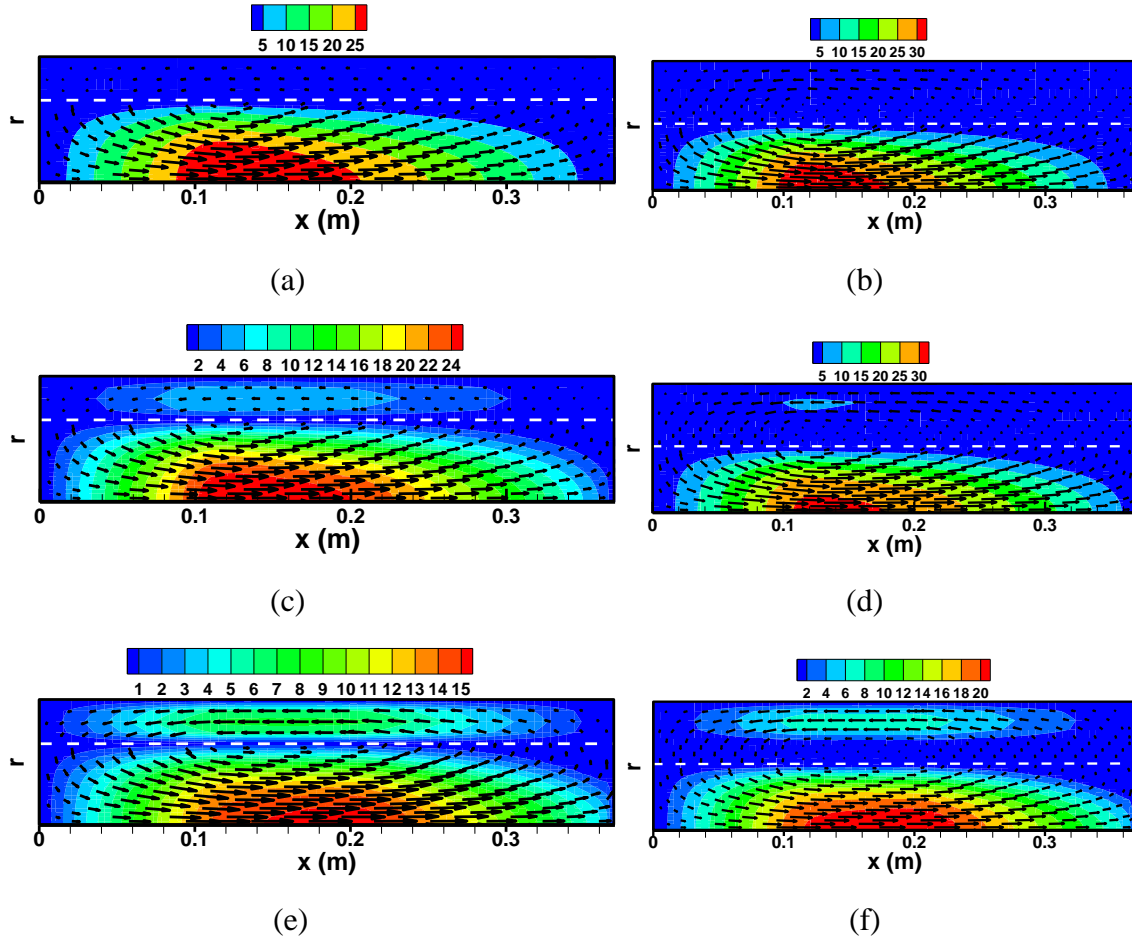 5 10 15 20 25
r
0 0.1 0.2 0.3
x (m)
(a)
5 10 15 20 25 30
r
0 0.1 0.2 0.3
x (m)
(b)
2 4 6 8 10 12 14 16 18 20 22 24
r
0 0.1 0.2 0.3
x (m)
(c)
5 10 15 20 25 30
r
0 0.1 0.2 0.3
x (m)
(d)
1 2 3 4 5 6 7 8 9 10 11 12 13 14 15
r
0 0.1 0.2 0.3
x (m)
(e)
2 4 6 8 10 12 14 16 18 20
r
0 0.1 0.2 0.3
x (m)
(f)